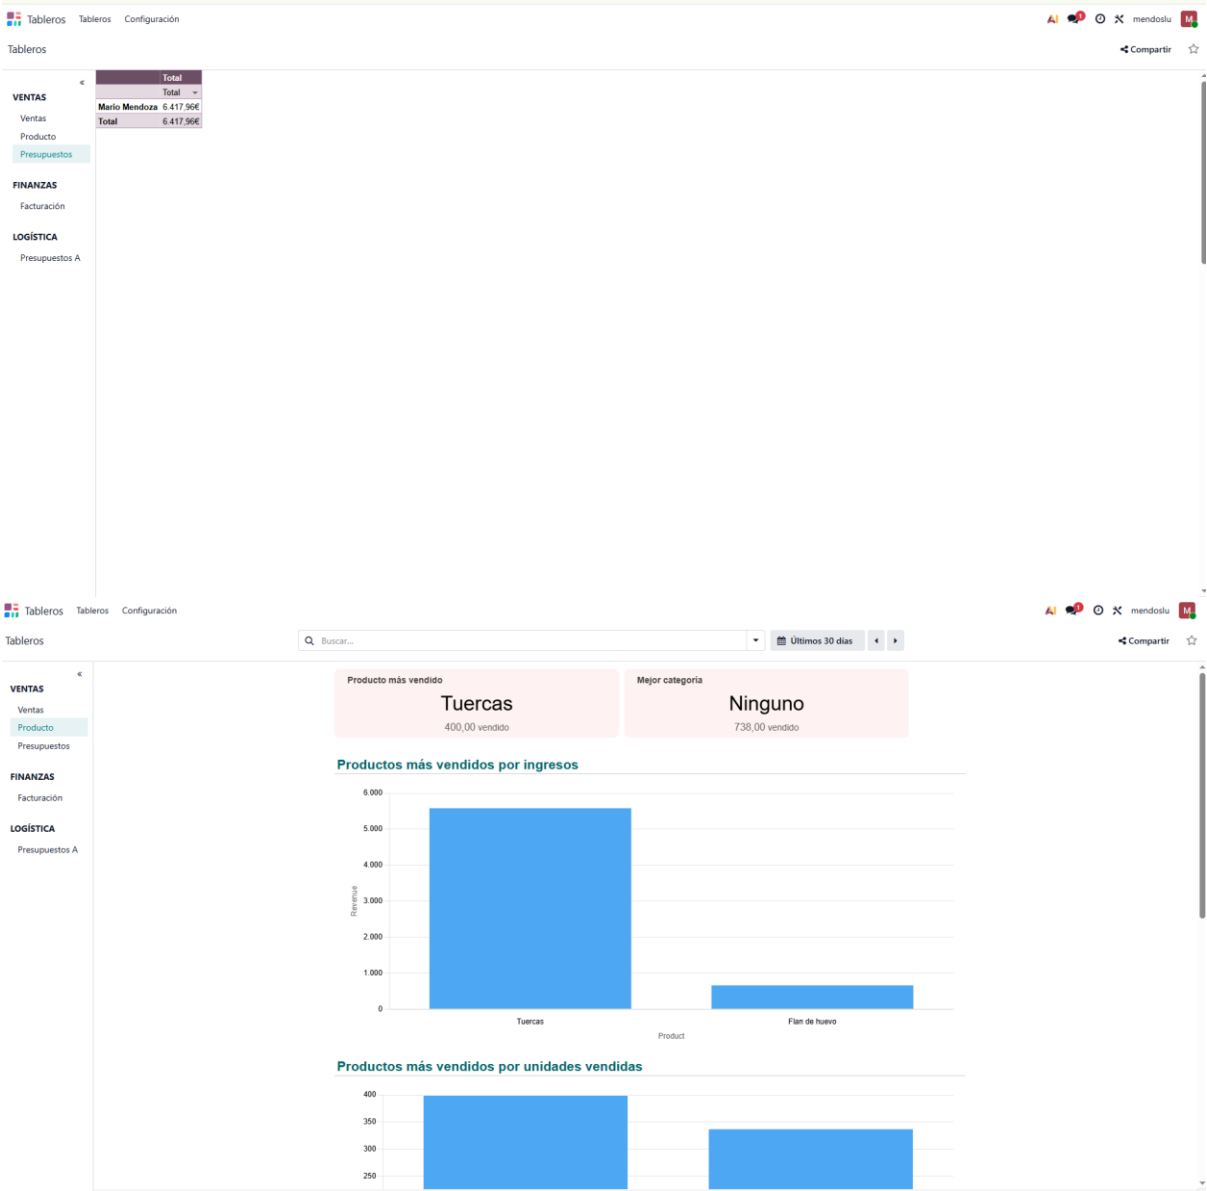 Tableros Tableros Configuración 1 mendoslu M
Tableros Compartir
«
VENTAS
Ventas
Producto
Presupuestos
FINANZAS
Facturación
LOGÍSTICA
Presupuestos A
Total
Total
Mario Mendoza 6.417,96€
Total 6.417,96€
Tableros Tableros Configuración 1 mendoslu M
Tableros Buscar... Últimos 30 días Compartir
«
VENTAS
Ventas
Producto
Presupuestos
FINANZAS
Facturación
LOGÍSTICA
Presupuestos A
Producto más vendido
Tuercas
400,00 vendido
Mejor categoría
Ninguno
738,00 vendido
Productos más vendidos por ingresos
6.000
5.000
4.000
3.000
2.000
1.000
0
Revenue
Tuercas Flan de huevo
Product
Productos más vendidos por unidades vendidas
400
350
300
250